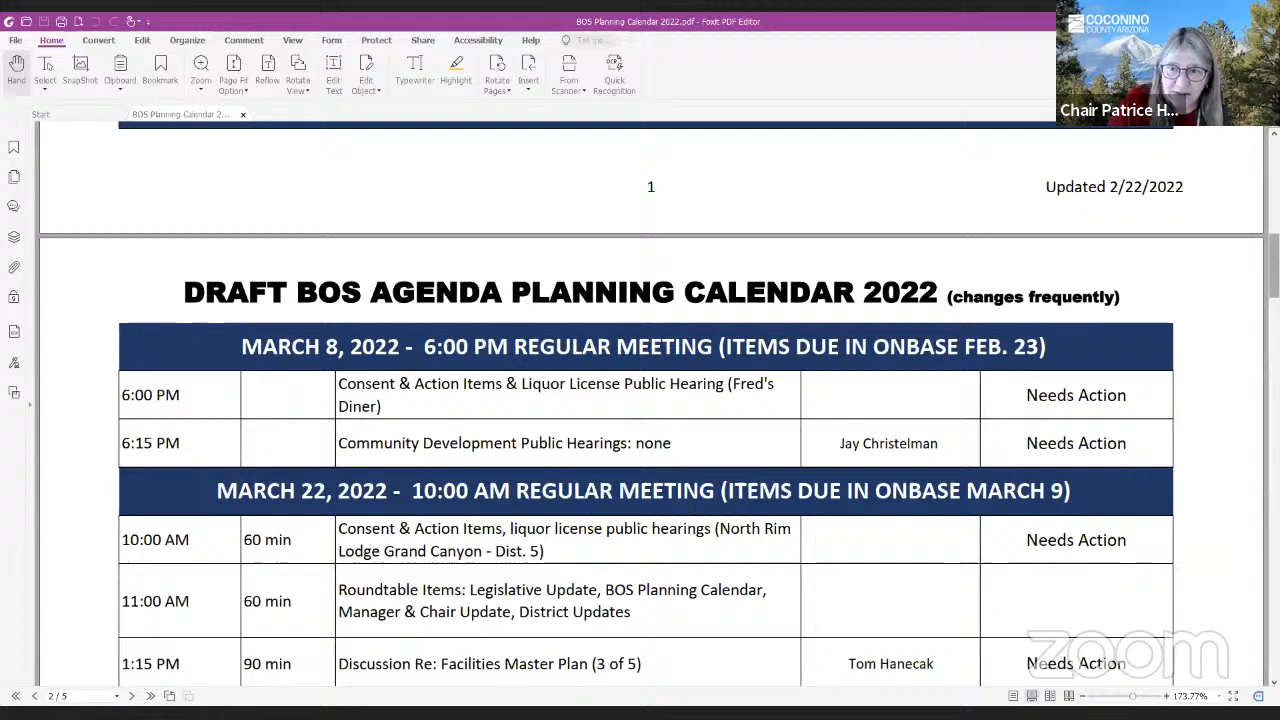 BOS Planning Calendar 2022.pdf - Foxit PDF Editor
COCONINO
COUNTY ARIZONA
File Home Convert Edit Organize Comment View Form Protect Share Accessibility Help
Hand Select SnapShot Clipboard Bookmark Zoom Page Fit Option Reflow Rotate View Edit Text Edit Object Typewriter Highlight Rotate Pages Insert From Scanner Quick Recognition
Chair Patrice H...
Start BOS Planning Calendar 2...
1 Updated 2/22/2022
DRAFT BOS AGENDA PLANNING CALENDAR 2022 (changes frequently)
MARCH 8, 2022 - 6:00 PM REGULAR MEETING (ITEMS DUE IN ONBASE FEB. 23)
6:00 PM Consent & Action Items & Liquor License Public Hearing (Fred's Needs Action
Diner)
6:15 PM Community Development Public Hearings: none Jay Christelman Needs Action
MARCH 22, 2022 - 10:00 AM REGULAR MEETING (ITEMS DUE IN ONBASE MARCH 9)
10:00 AM 60 min Consent & Action Items, liquor license public hearings (North Rim Needs Action
Lodge Grand Canyon - Dist. 5)
11:00 AM 60 min Roundtable Items: Legislative Update, BOS Planning Calendar,
Manager & Chair Update, District Updates
1:15 PM 90 min Discussion Re: Facilities Master Plan (3 of 5) Tom Hanecak Needs Action
zoom
2 / 5 173.77%